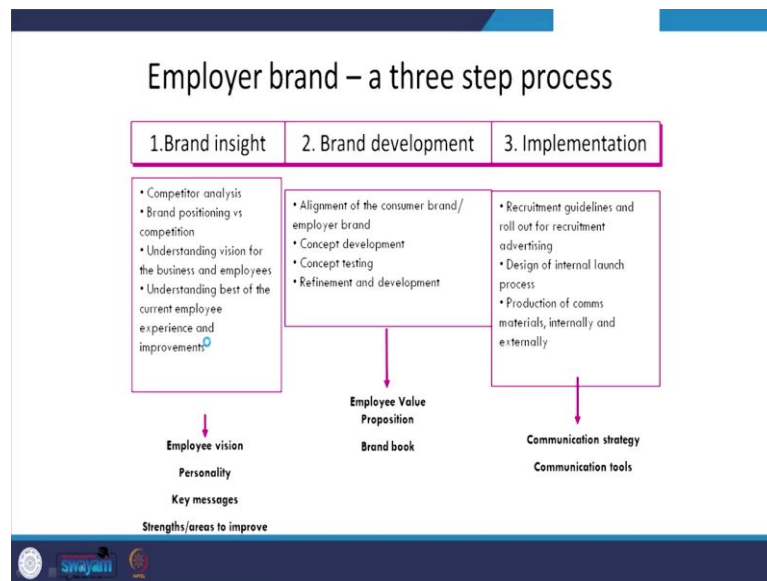 Employer brand – a three step process
1.Brand insight
2. Brand development
3. Implementation
• Competitor analysis
• Brand positioning vs
competition
• Understanding vision for
the business and employees
• Understanding best of the
current employee
experience and
improvements
• Alignment of the consumer brand/
employer brand
• Concept development
• Concept testing
• Refinement and development
• Recruitment guidelines and
roll out for recruitment
advertising
• Design of internal launch
process
• Production of comms
materials, internally and
externally
Employee vision
Personality
Key messages
Strengths/areas to improve
Employee Value
Proposition
Brand book
Communication strategy
Communication tools
swayam